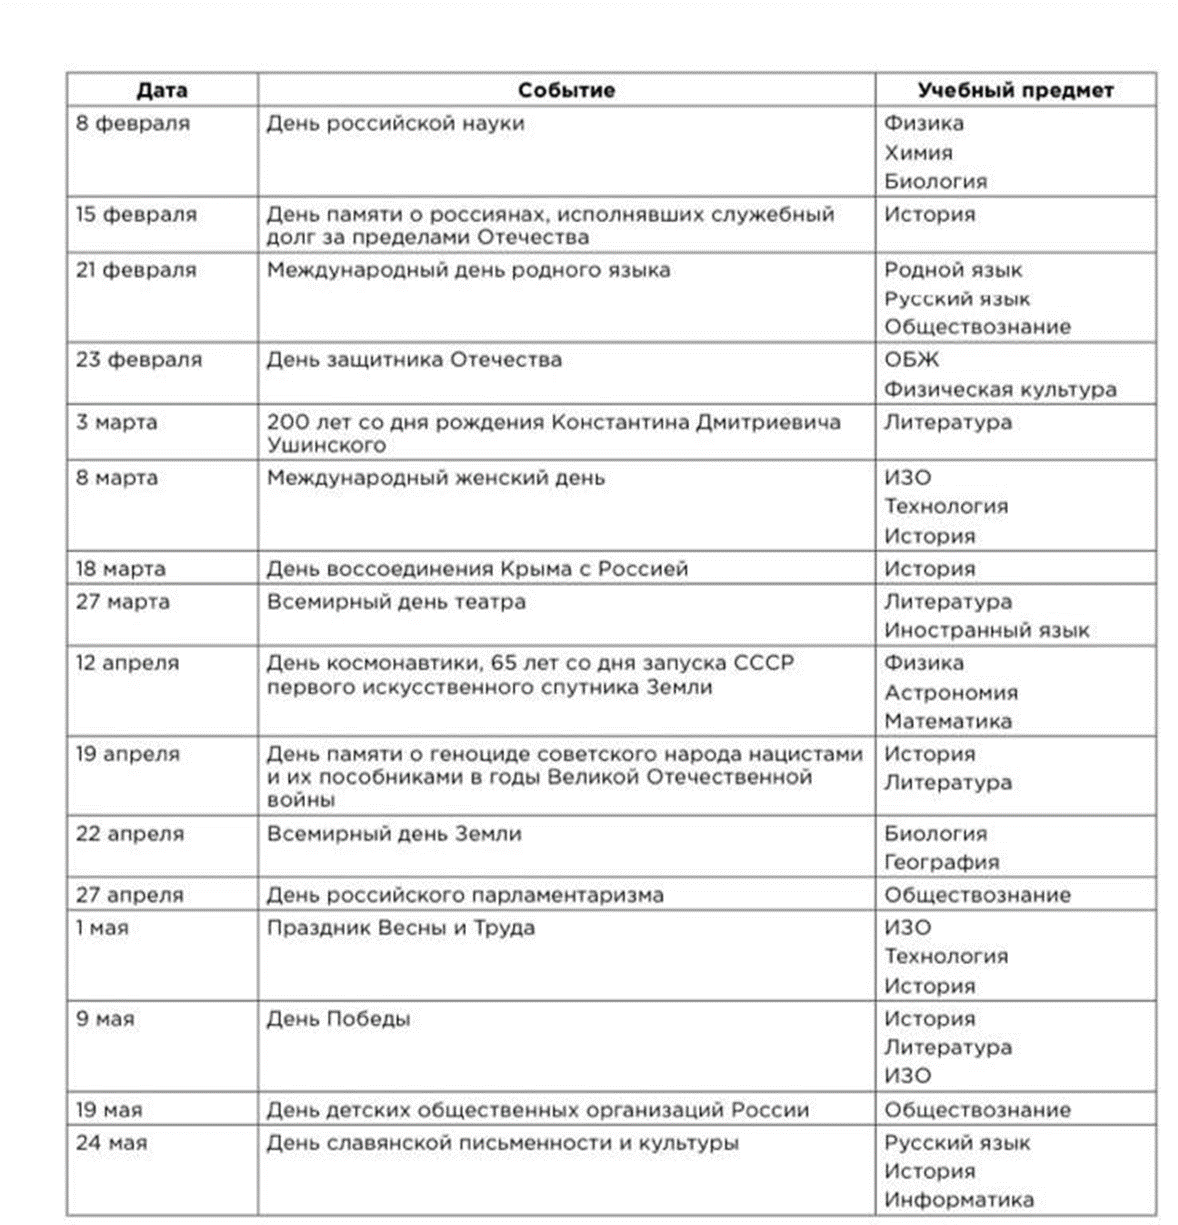 Дата Событие Учебный предмет
8 февраля День российской науки Физика
Химия
Биология
15 февраля День памяти о россиянах, исполнявших служебный История
долг за пределами Отечества
21 февраля Международный день родного языка Родной язык
Русский язык
Обществознание
23 февраля День защитника Отечества ОБЖ
Физическая культура
3 марта 200 лет со дня рождения Константина Дмитриевича Литература
Ушинского
8 марта Международный женский день ИЗО
Технология
История
18 марта День воссоединения Крыма с Россией История
27 марта Всемирный день театра Литература
Иностранный язык
12 апреля День космонавтики, 65 лет со дня запуска СССР Физика
первого искусственного спутника Земли Астрономия
Математика
19 апреля День памяти о геноциде советского народа нацистами История
и их пособниками в годы Великой Отечественной Литература
войны
22 апреля Всемирный день Земли Биология
География
27 апреля День российского парламентаризма Обществознание
1 мая Праздник Весны и Труда ИЗО
Технология
История
9 мая День Победы История
Литература
ИЗО
19 мая День детских общественных организаций России Обществознание
24 мая День славянской письменности и культуры Русский язык
История
Информатика